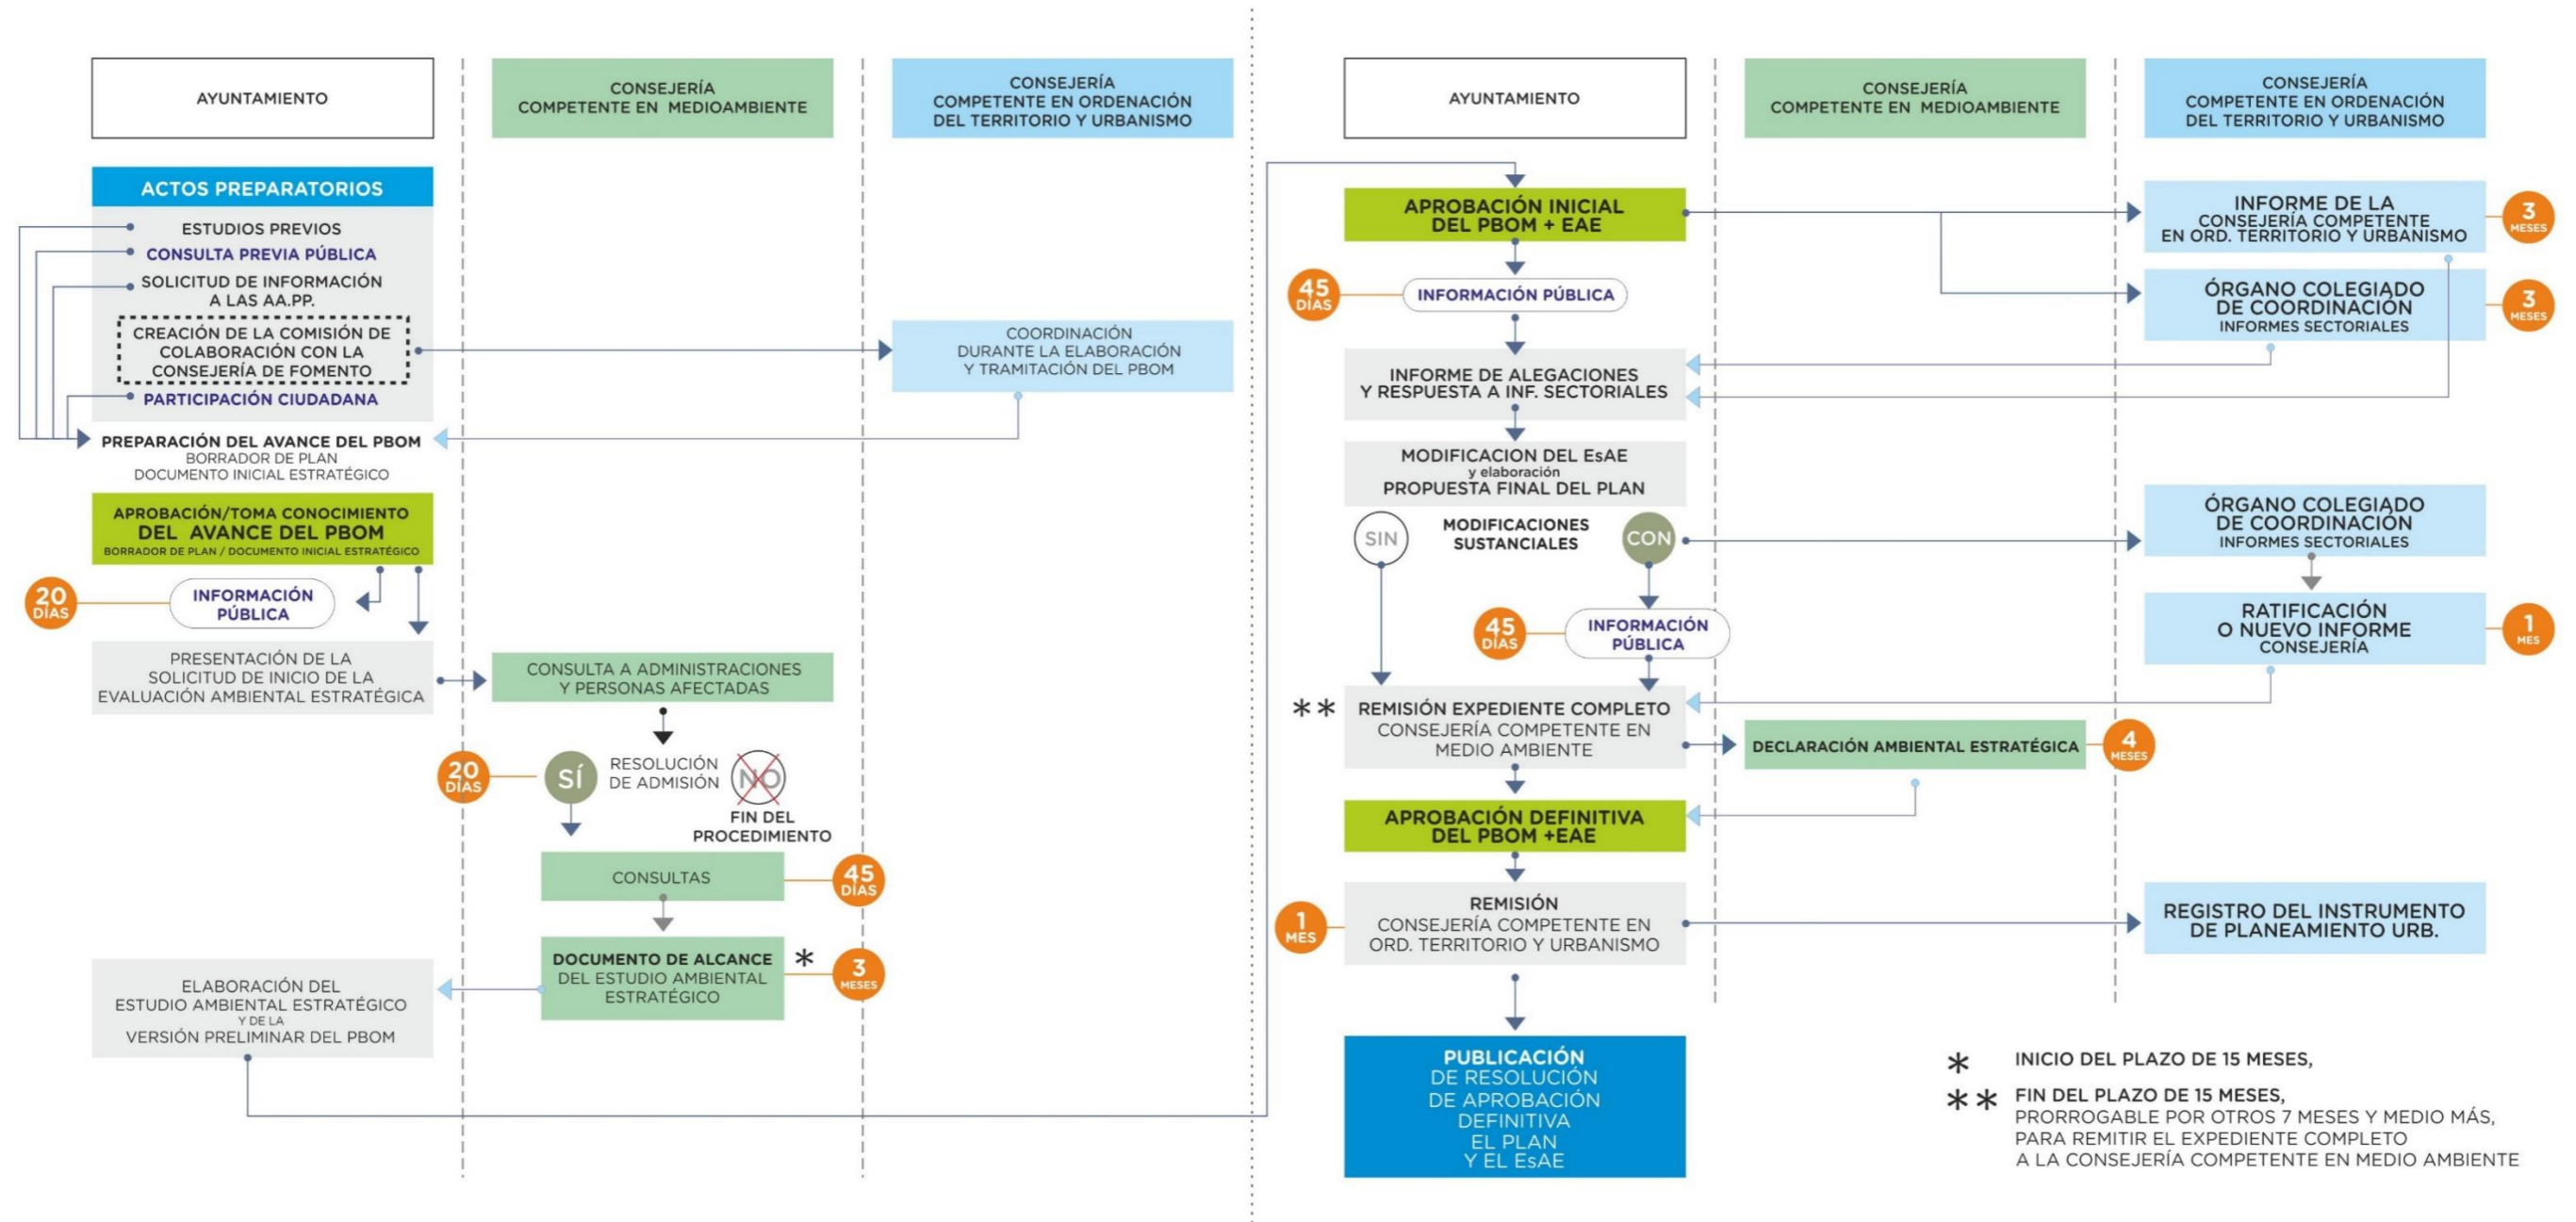 AYUNTAMIENTO
CONSEJERÍA
COMPETENTE EN MEDIOAMBIENTE
CONSEJERÍA
COMPETENTE EN ORDENACIÓN
DEL TERRITORIO Y URBANISMO
ACTOS PREPARATORIOS
ESTUDIOS PREVIOS
CONSULTA PREVIA PÚBLICA
SOLICITUD DE INFORMACIÓN
A LAS AA.PP.
CREACIÓN DE LA COMISIÓN DE
COLABORACIÓN CON LA
CONSEJERÍA DE FOMENTO
PARTICIPACIÓN CIUDADANA
COORDINACIÓN
DURANTE LA ELABORACIÓN
Y TRAMITACIÓN DEL PBOM
PREPARACIÓN DEL AVANCE DEL PBOM
BORRADOR DE PLAN
DOCUMENTO INICIAL ESTRATÉGICO
APROBACIÓN/TOMA CONOCIMIENTO
DEL AVANCE DEL PBOM
BORRADOR DE PLAN / DOCUMENTO INICIAL ESTRATÉGICO
20
DÍAS
INFORMACIÓN
PÚBLICA
PRESENTACIÓN DE LA
SOLICITUD DE INICIO DE LA
EVALUACIÓN AMBIENTAL ESTRATÉGICA
CONSULTA A ADMINISTRACIONES
Y PERSONAS AFECTADAS
20
DÍAS
SÍ
RESOLUCIÓN
DE ADMISIÓN
NO
FIN DEL
PROCEDIMIENTO
CONSULTAS
45
DÍAS
DOCUMENTO DE ALCANCE
DEL ESTUDIO AMBIENTAL
ESTRATÉGICO
*
3
MESES
ELABORACIÓN DEL
ESTUDIO AMBIENTAL ESTRATÉGICO
Y DE LA
VERSIÓN PRELIMINAR DEL PBOM
AYUNTAMIENTO
CONSEJERÍA
COMPETENTE EN MEDIOAMBIENTE
CONSEJERÍA
COMPETENTE EN ORDENACIÓN
DEL TERRITORIO Y URBANISMO
APROBACIÓN INICIAL
DEL PBOM + EAE
INFORME DE LA
CONSEJERÍA COMPETENTE
EN ORD. TERRITORIO Y URBANISMO
3
MESES
45
DÍAS
INFORMACIÓN PÚBLICA
ÓRGANO COLEGIADO
DE COORDINACIÓN
INFORMES SECTORIALES
3
MESES
INFORME DE ALEGACIONES
Y RESPUESTA A INF. SECTORIALES
MODIFICACION DEL EsAE
y elaboración
PROPUESTA FINAL DEL PLAN
SIN
MODIFICACIONES
SUSTANCIALES
CON
ÓRGANO COLEGIADO
DE COORDINACIÓN
INFORMES SECTORIALES
45
DÍAS
INFORMACIÓN
PÚBLICA
RATIFICACIÓN
O NUEVO INFORME
CONSEJERÍA
1
MES
**
REMISIÓN EXPEDIENTE COMPLETO
CONSEJERÍA COMPETENTE EN
MEDIO AMBIENTE
DECLARACIÓN AMBIENTAL ESTRATÉGICA
4
MESES
APROBACIÓN DEFINITIVA
DEL PBOM +EAE
1
MES
REMISIÓN
CONSEJERÍA COMPETENTE EN
ORD. TERRITORIO Y URBANISMO
REGISTRO DEL INSTRUMENTO
DE PLANEAMIENTO URB.
PUBLICACIÓN
DE RESOLUCIÓN
DE APROBACIÓN
DEFINITIVA
EL PLAN
Y EL EsAE
* INICIO DEL PLAZO DE 15 MESES,
** FIN DEL PLAZO DE 15 MESES,
PRORROGABLE POR OTROS 7 MESES Y MEDIO MÁS,
PARA REMITIR EL EXPEDIENTE COMPLETO
A LA CONSEJERÍA COMPETENTE EN MEDIO AMBIENTE